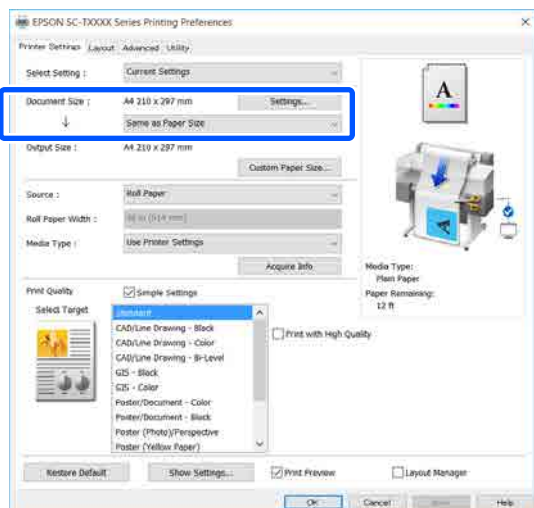 EPSON SC-TXXXX Series Printing Preferences
Printer Settings Layout Advanced Utility
Select Setting : Current Settings
Document Size : A4 210 x 297 mm Settings...
↓ Same as Paper Size
Output Size : A4 210 x 297 mm
Custom Paper Size...
Source : Roll Paper
Roll Paper Width :
Media Type : Use Printer Settings
Acquire Info
Media Type:
Plain Paper
Paper Remaining:
12 ft
Print Quality Simple Settings
Select Target
Standard
CAD/Line Drawing - Black
CAD/Line Drawing - Color
CAD/Line Drawing - Bi-Level
GIS - Black
GIS - Color
Poster/Document - Color
Poster/Document - Black
Poster (Photo)/Perspective
Poster (Yellow Paper)
Print with High Quality
Restore Default Show Settings... Print Preview Layout Manager
OK Cancel Help
A
A